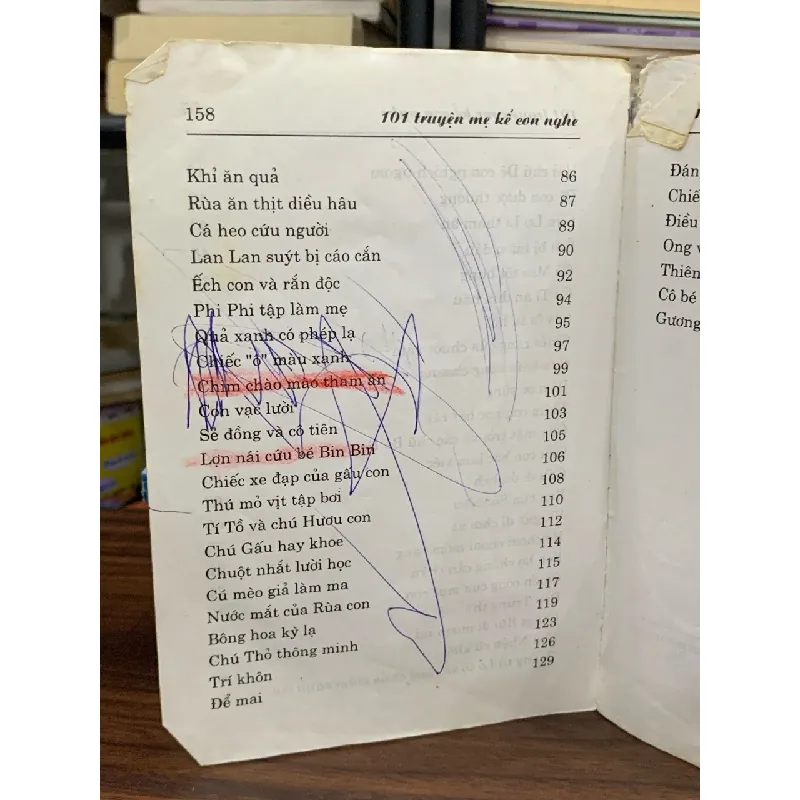 158 101 truyện mẹ kể con nghe
Khỉ ăn quả 86
Rùa ăn thịt diều hâu 87
Cá heo cứu người 89
Lan Lan suýt bị cáo cắn 90
Ếch con và rắn độc 92
Phi Phi tập làm mẹ 94
Quả xanh có phép lạ 95
Chiếc "ô" màu xanh 97
Chim chào mào tham ăn 99
Con vạc lười 101
Sẻ đồng và cô tiên 103
Lợn nái cứu bé Bin Bin 105
Chiếc xe đạp của gấu con 106
Thú mỏ vịt tập bơi 108
Tí Tồ và chú Hươu con 110
Chú Gấu hay khoe 112
Chuột nhắt lười học 114
Cú mèo giả làm ma 115
Nước mắt của Rùa con 117
Bông hoa kỳ lạ 119
Chú Thỏ thông minh 123
Trí khôn 126
Để mai 129
Điều
Ong
Thiên
Cô bé
Gương